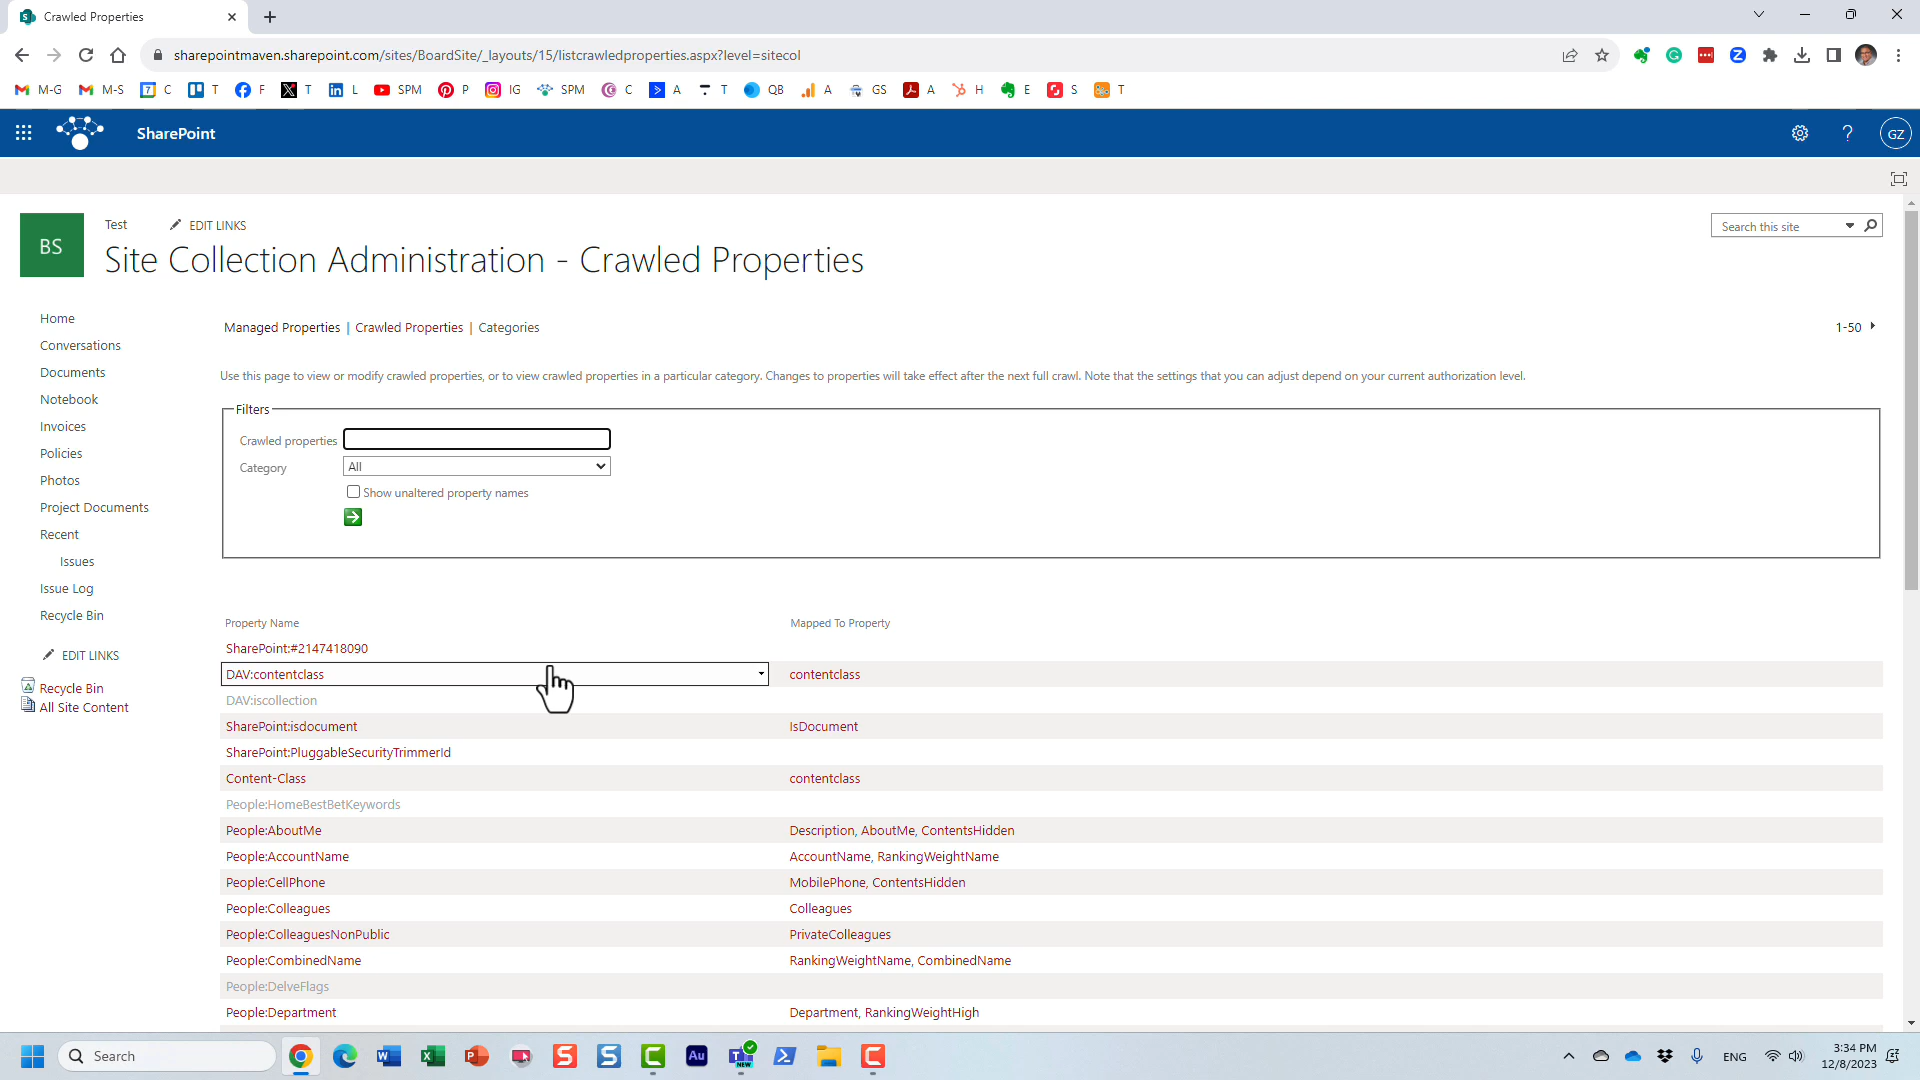 Crawled Properties
sharepointmaven.sharepoint.com/sites/BoardSite/_layouts/15/listcrawledproperties.aspx?level=sitecol
M-G M-S C T F T L SPM P IG SPM C A T QB A GS A H E S T
SharePoint
GZ
BS
Test
EDIT LINKS
Search this site
Site Collection Administration - Crawled Properties
Home
Conversations
Documents
Notebook
Invoices
Policies
Photos
Project Documents
Recent
Issues
Issue Log
Recycle Bin
EDIT LINKS
Recycle Bin
All Site Content
Managed Properties | Crawled Properties | Categories
1-50
Use this page to view or modify crawled properties, or to view crawled properties in a particular category. Changes to properties will take effect after the next full crawl. Note that the settings that you can adjust depend on your current authorization level.
Filters
Crawled properties
Category All
Show unaltered property names
Property Name Mapped To Property
SharePoint:#2147418090
DAV:contentclass contentclass
DAV:iscollection
SharePoint:isdocument IsDocument
SharePoint:PluggableSecurityTrimmerId
Content-Class contentclass
People:HomeBestBetKeywords
People:AboutMe Description, AboutMe, ContentsHidden
People:AccountName AccountName, RankingWeightName
People:CellPhone MobilePhone, ContentsHidden
People:Colleagues Colleagues
People:ColleaguesNonPublic PrivateColleagues
People:CombinedName RankingWeightName, CombinedName
People:DelveFlags
People:Department Department, RankingWeightHigh
Search
NEW
ENG
3:34 PM
12/8/2023